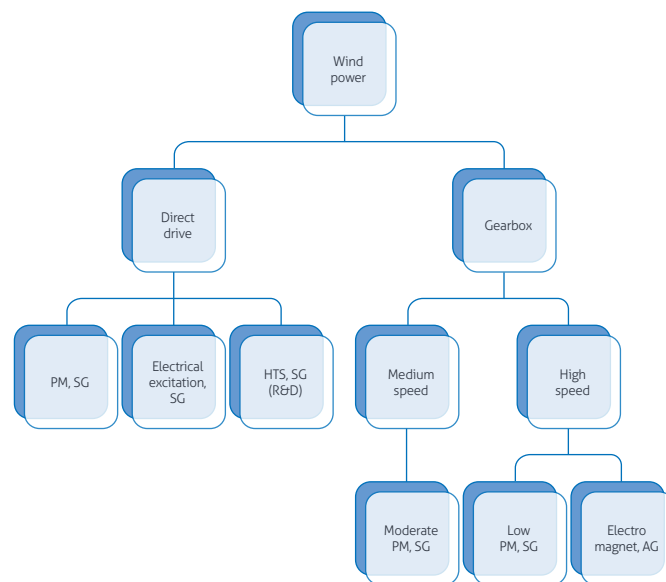 Wind
power
Direct
drive
Gearbox
PM, SG
Electrical
excitation,
SG
HTS, SG
(R&D)
Medium
speed
High
speed
Moderate
PM, SG
Low
PM, SG
Electro
magnet, AG